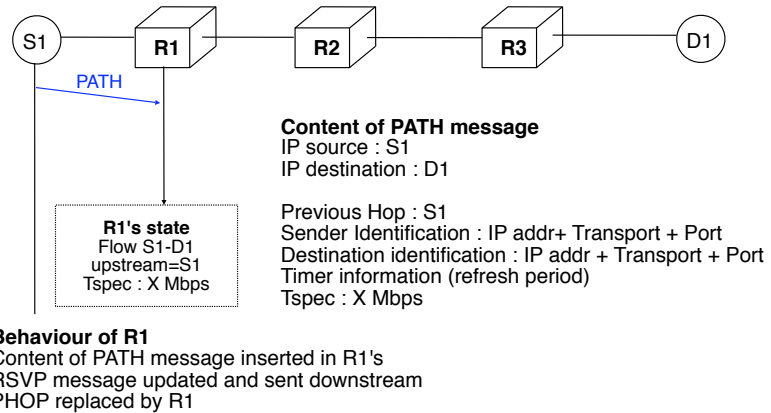 S1
R1
R2
R3
D1
PATH
Content of PATH message
IP source : S1
IP destination : D1
Previous Hop : S1
Sender Identification : IP addr+ Transport + Port
Destination identification : IP addr + Transport + Port
Timer information (refresh period)
Tspec : X Mbps
R1's state
Flow S1-D1
upstream=S1
Tspec : X Mbps
Behaviour of R1
Content of PATH message inserted in R1's
RSVP message updated and sent downstream
PHOP replaced by R1